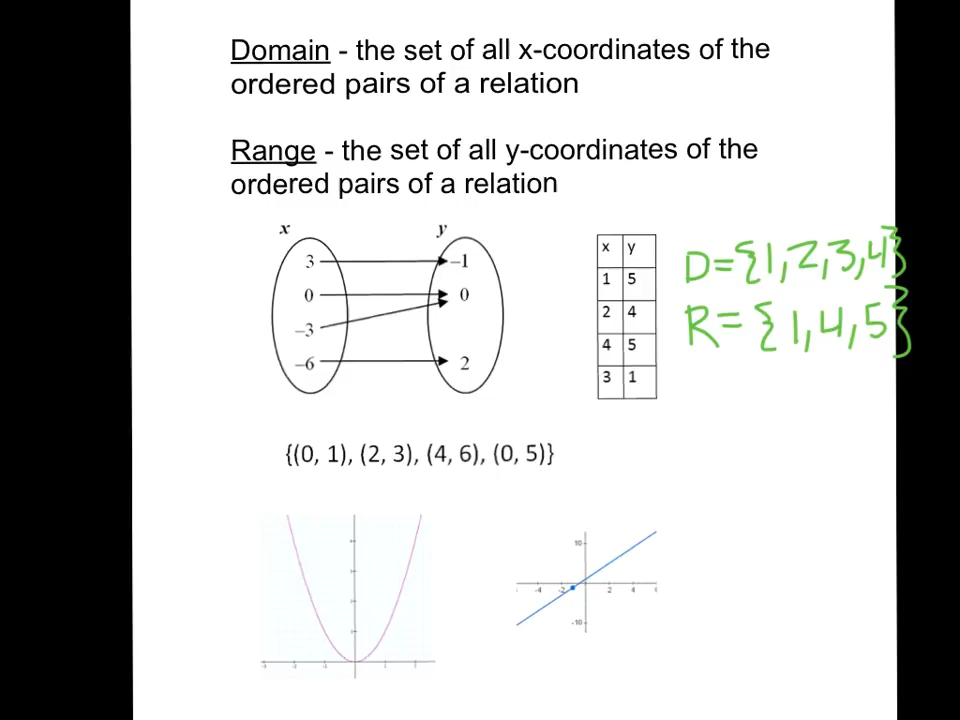 Domain - the set of all x-coordinates of the
ordered pairs of a relation
Range - the set of all y-coordinates of the
ordered pairs of a relation
x y
3 –1
0 0
–3
–6 2
x y
1 5
2 4
4 5
3 1
D={1,2,3,4}
R={1,4,5}
{(0, 1), (2, 3), (4, 6), (0, 5)}
10
-4 -2 2 4
-10